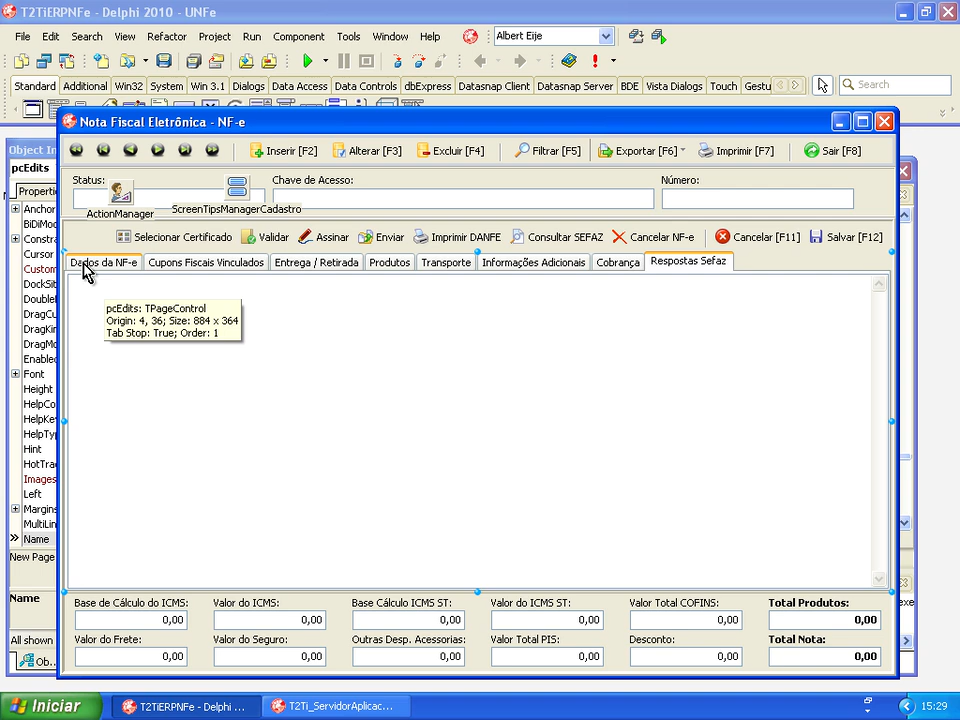 T2TiERPNFe - Delphi 2010 - UNFe
File Edit Search View Refactor Project Run Component Tools Window Help Albert Eije
Standard Additional Win32 System Win 3.1 Dialogs Data Access Data Controls dbExpress Datasnap Client Datasnap Server BDE Vista Dialogs Touch Gestu Search
Object In
pcEdits
Properti
Anchor
BiDiMod
Constra
Cursor
Custom
DockSit
Double
DragCu
DragKin
DragMo
Enabled
Font
Height
HelpCo
HelpKey
HelpTyp
Hint
HotTrac
Images
Left
Margins
MultiLin
Name
New Page
Name
All shown
Ob...
Nota Fiscal Eletrônica - NF-e
Inserir [F2] Alterar [F3] Excluir [F4] Filtrar [F5] Exportar [F6] Imprimir [F7] Sair [F8]
Status: Chave de Acesso: Número:
ActionManager ScreenTipsManagerCadastro
Selecionar Certificado Validar Assinar Enviar Imprimir DANFE Consultar SEFAZ Cancelar NF-e Cancelar [F11] Salvar [F12]
Dados da NF-e Cupons Fiscais Vinculados Entrega / Retirada Produtos Transporte Informações Adicionais Cobrança Respostas Sefaz
pcEdits: TPageControl
Origin: 4, 36; Size: 884 x 364
Tab Stop: True; Order: 1
Base de Cálculo do ICMS: Valor do ICMS: Base Cálculo ICMS ST: Valor do ICMS ST: Valor Total COFINS: Total Produtos:
0,00 0,00 0,00 0,00 0,00 0,00
Valor do Frete: Valor do Seguro: Outras Desp. Acessorias: Valor Total PIS: Desconto: Total Nota:
0,00 0,00 0,00 0,00 0,00 0,00
Iniciar T2TiERPNFe - Delphi ... T2Ti_ServidorAplicac... 15:29